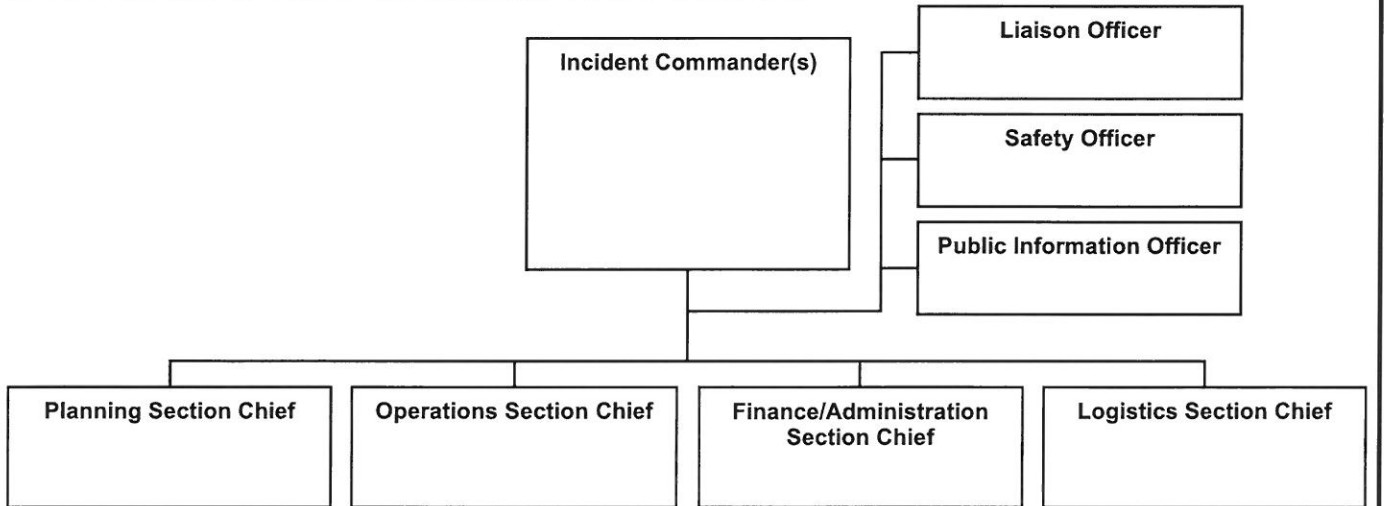 Incident Commander(s)
Liaison Officer
Safety Officer
Public Information Officer
Planning Section Chief
Operations Section Chief
Finance/Administration
Section Chief
Logistics Section Chief